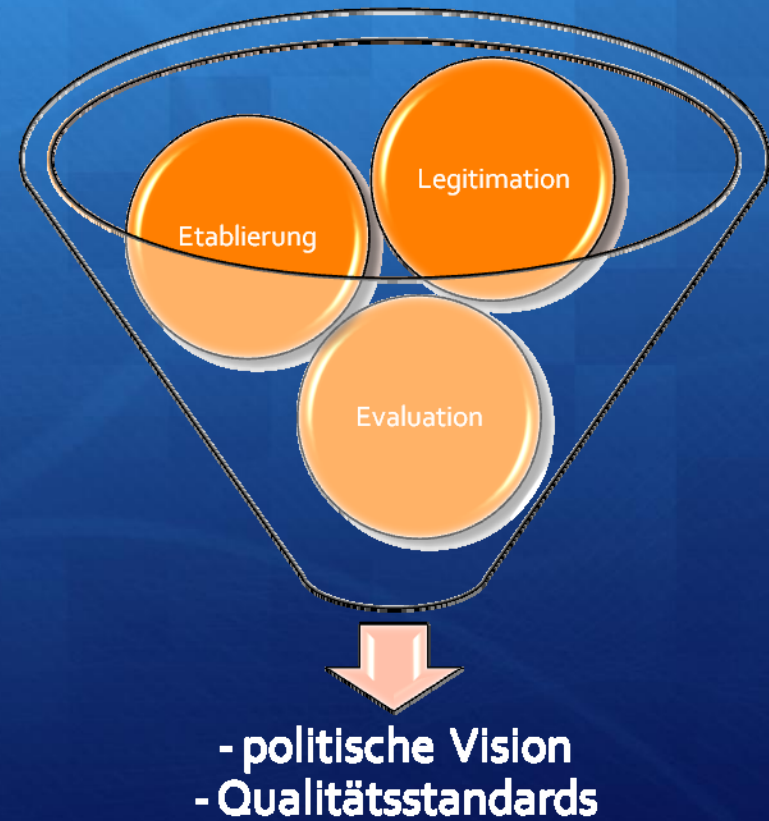 Legitimation
Etablierung
Evaluation
- politische Vision
- Qualitätsstandards